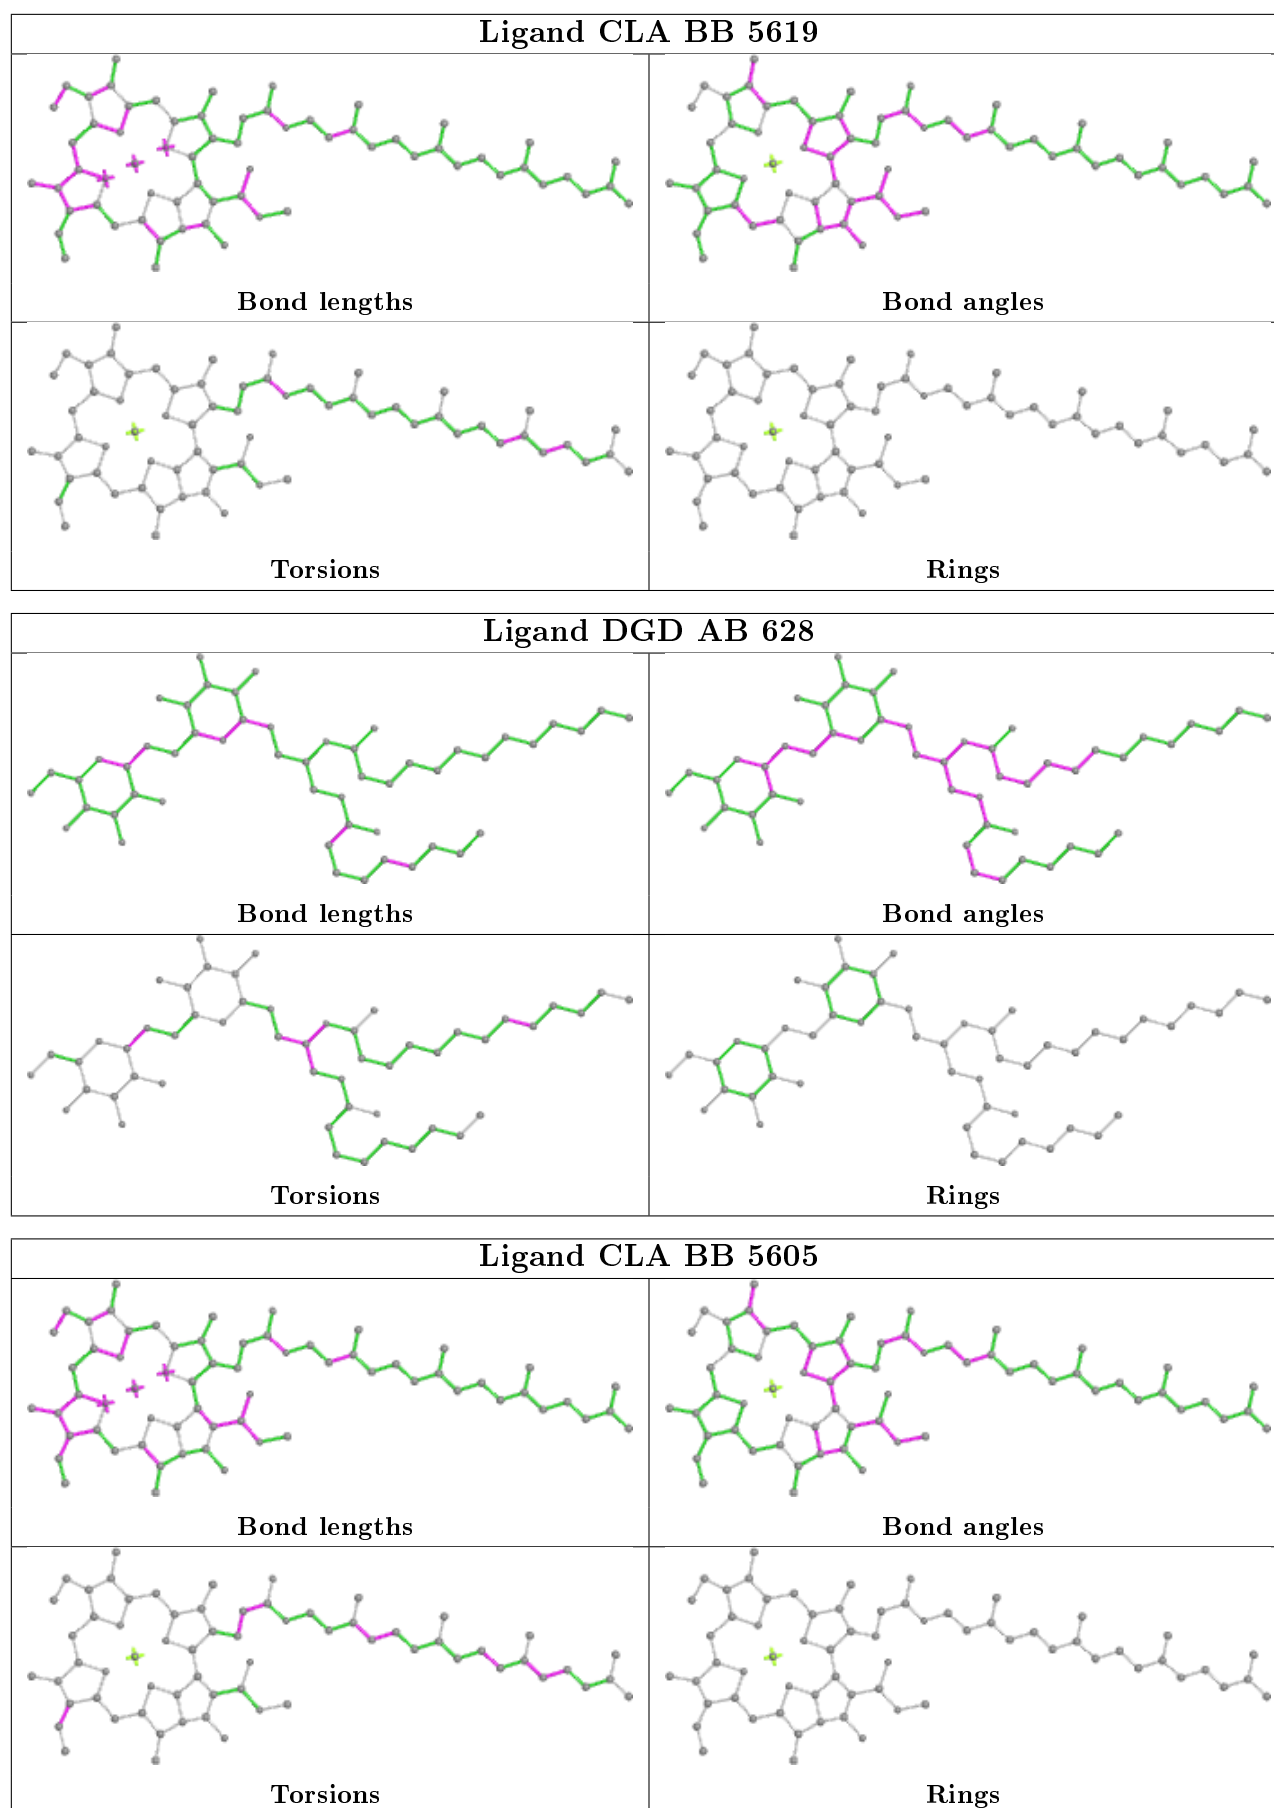 Ligand CLA BB 5619
Bond lengths
Bond angles
Torsions
Rings
Ligand DGD AB 628
Bond lengths
Bond angles
Torsions
Rings
Ligand CLA BB 5605
Bond lengths
Bond angles
Torsions
Rings